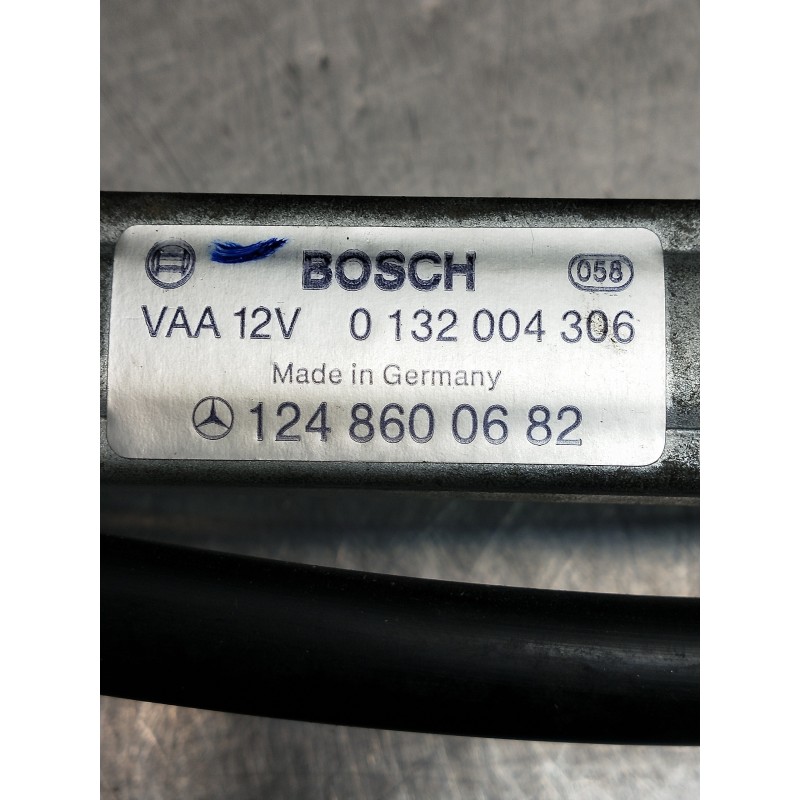 BOSCH 058
VAA 12V 0 132 004 306
Made in Germany
124 860 06 82